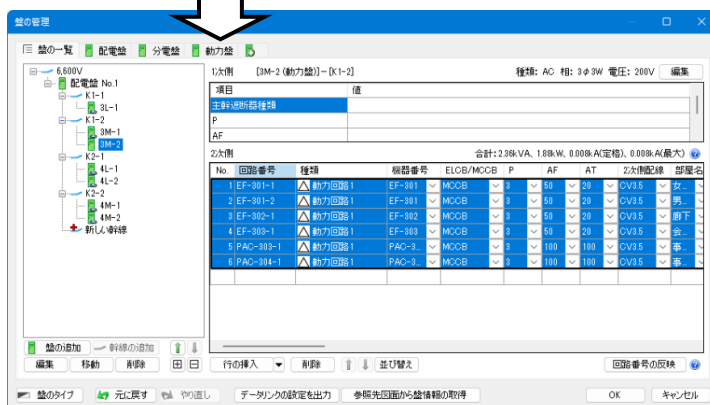 盤の管理
盤の一覧 配電盤 分電盤 動力盤
6,600V
配電盤 No.1
K1-1
3L-1
K1-2
3M-1
3M-2
K2-1
4L-1
4L-2
K2-2
4M-1
4M-2
新しい幹線
盤の追加 幹線の追加
編集 移動 削除
1次側 [3M-2 (動力盤)]-[K1-2] 種類: AC 相: 3φ3W 電圧: 200V 編集
項目 値
主幹遮断器種類
P
AF
2次側 合計: 2.36kVA、1.88kW、0.008kA(定格)、0.008kA(最大)
No. 回路番号 種類 機器番号 ELCB/MCCB P AF AT 2次側配線 部屋名
1 EF-301-1 動力回路1 EF-301 MCCB 3 50 20 CV3.5 女...
2 EF-301-2 動力回路1 EF-301 MCCB 3 50 20 CV3.5 男...
3 EF-302-1 動力回路1 EF-302 MCCB 3 50 20 CV3.5 廊下
4 EF-303-1 動力回路1 EF-303 MCCB 3 50 20 CV3.5 会...
5 PAC-303-1 動力回路1 PAC-3... MCCB 3 100 100 CV3.5 事...
6 PAC-304-1 動力回路1 PAC-3... MCCB 3 100 100 CV3.5 事...
行の挿入 削除 並び替え 回路番号の反映
盤のタイプ 元に戻す やり直し データリンクの設定を出力 参照先図面から盤情報の取得 OK キャンセル